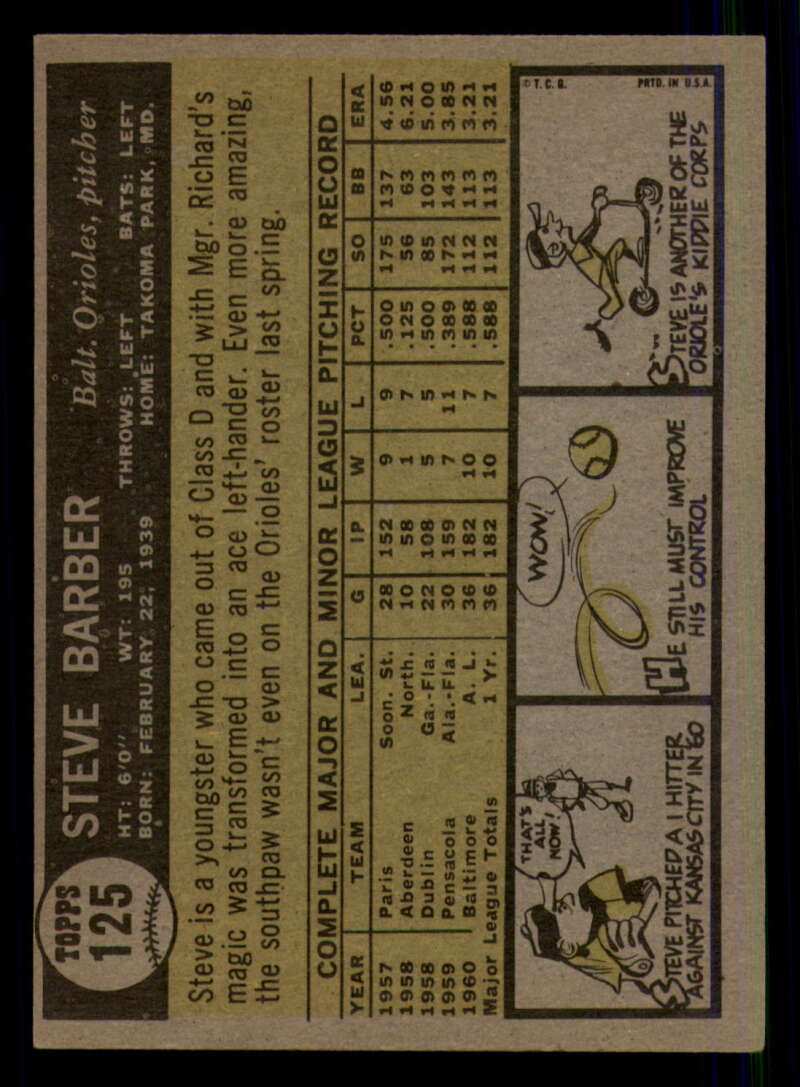 TOPPS
125
STEVE BARBER
Balt. Orioles, pitcher
HT: 6'0" WT: 195 THROWS: LEFT BATS: LEFT
BORN: FEBRUARY 22, 1939 HOME: TAKOMA PARK, MD.
Steve is a youngster who came out of Class D and with Mgr. Richard's
magic was transformed into an ace left-hander. Even more amazing,
the southpaw wasn't even on the Orioles' roster last spring.
COMPLETE MAJOR AND MINOR LEAGUE PITCHING RECORD
YEAR TEAM LEA. G IP W L PCT SO BB ERA
1957 Paris Soon. St. 28 152 9 9 .500 175 137 4.56
1958 Aberdeen North. 10 58 1 7 .125 56 63 6.21
1958 Dublin Ga.-Fla. 22 108 5 5 .500 85 103 5.00
1959 Pensacola Ala.-Fla. 30 159 7 11 .389 172 143 3.85
1960 Baltimore A. L. 36 182 10 7 .588 112 113 3.21
Major League Totals 1 Yr. 36 182 10 7 .588 112 113 3.21
THAT'S
ALL
NOW!
STEVE PITCHED A 1 HITTER
AGAINST KANSAS CITY IN '60
WOW!
HE STILL MUST IMPROVE
HIS CONTROL
© T. C. G. PRTD. IN U.S.A.
STEVE IS ANOTHER OF THE
ORIOLE'S KIDDIE CORPS